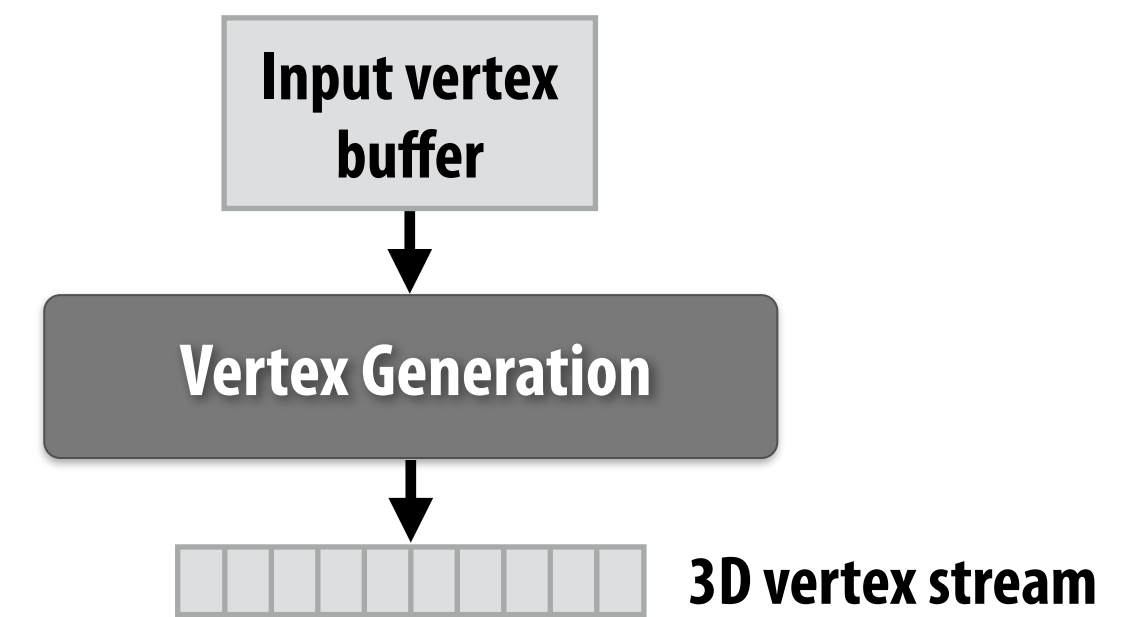 Input vertex
buffer
Vertex Generation
3D vertex stream